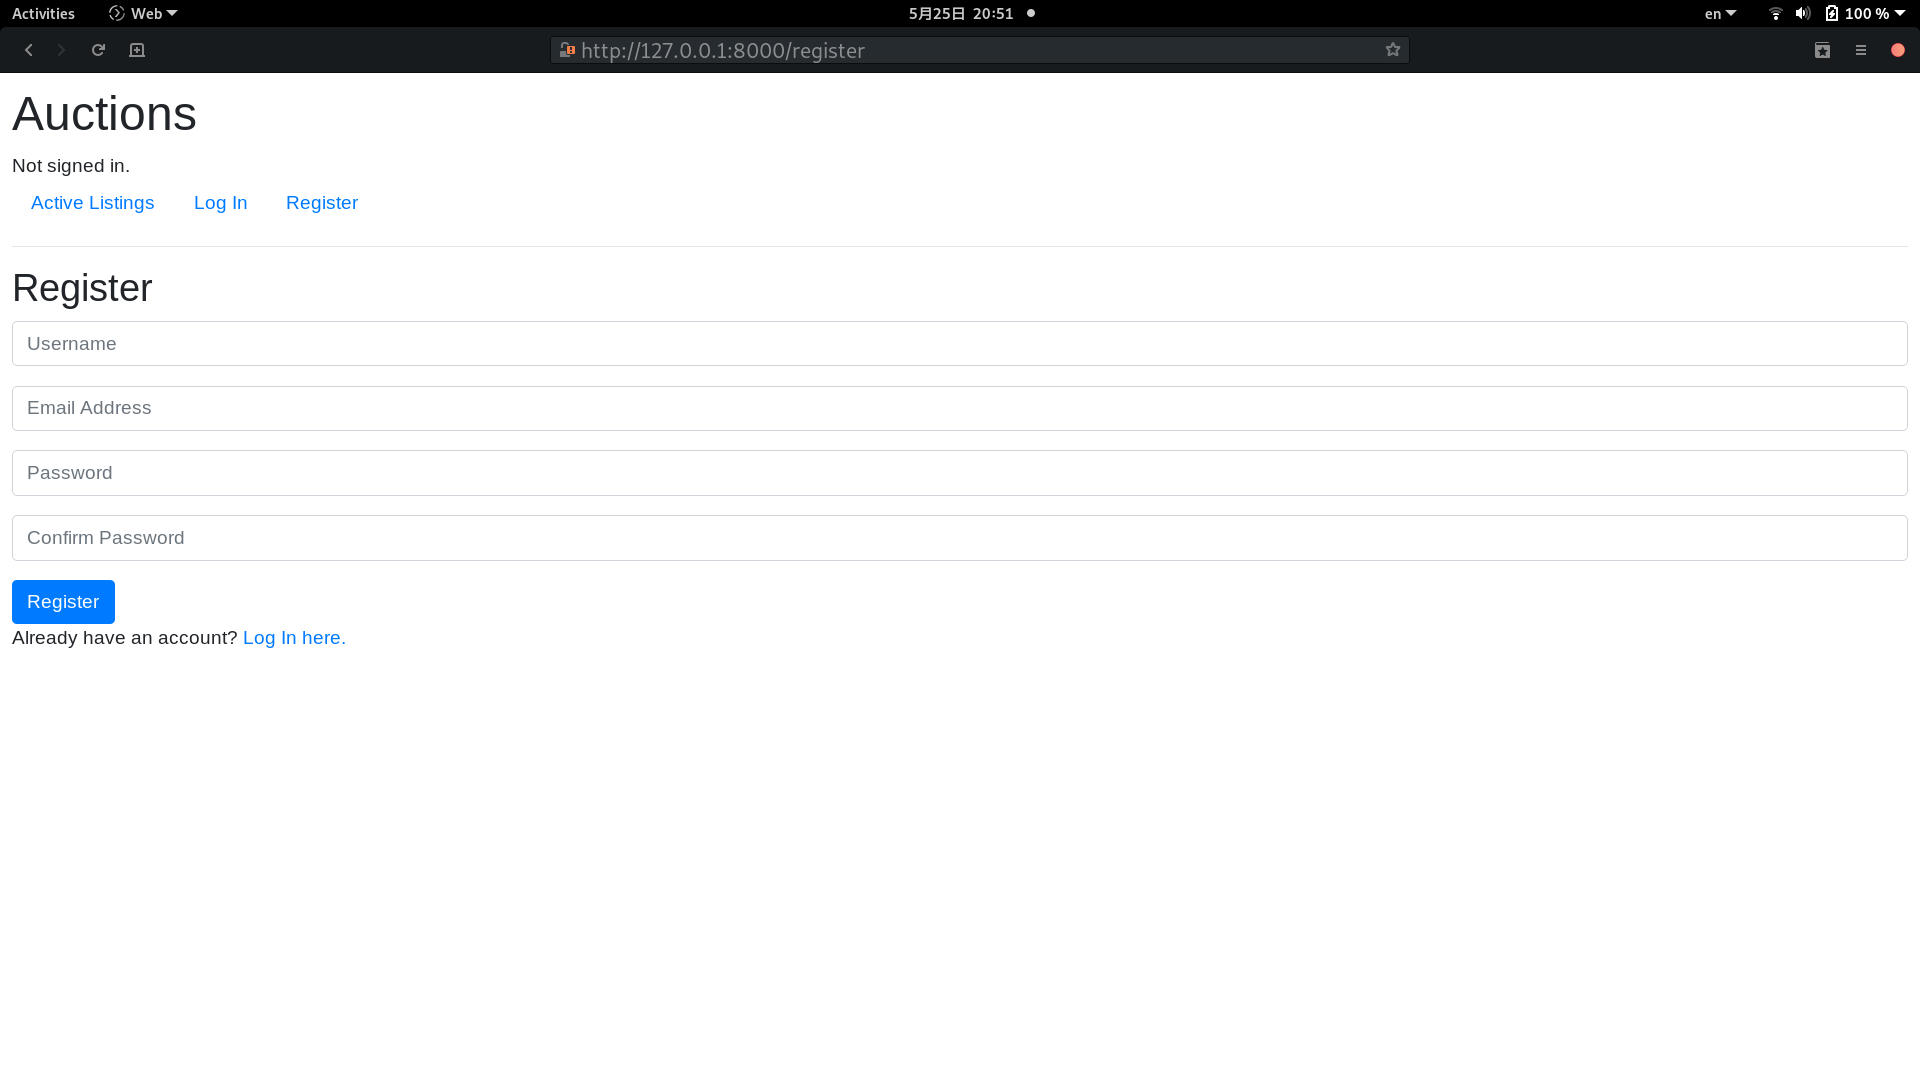 Activities Web 5月25日 20:51 en 100 %
http://127.0.0.1:8000/register
Auctions
Not signed in.
Active Listings Log In Register
Register
Username
Email Address
Password
Confirm Password
Register
Already have an account? Log In here.